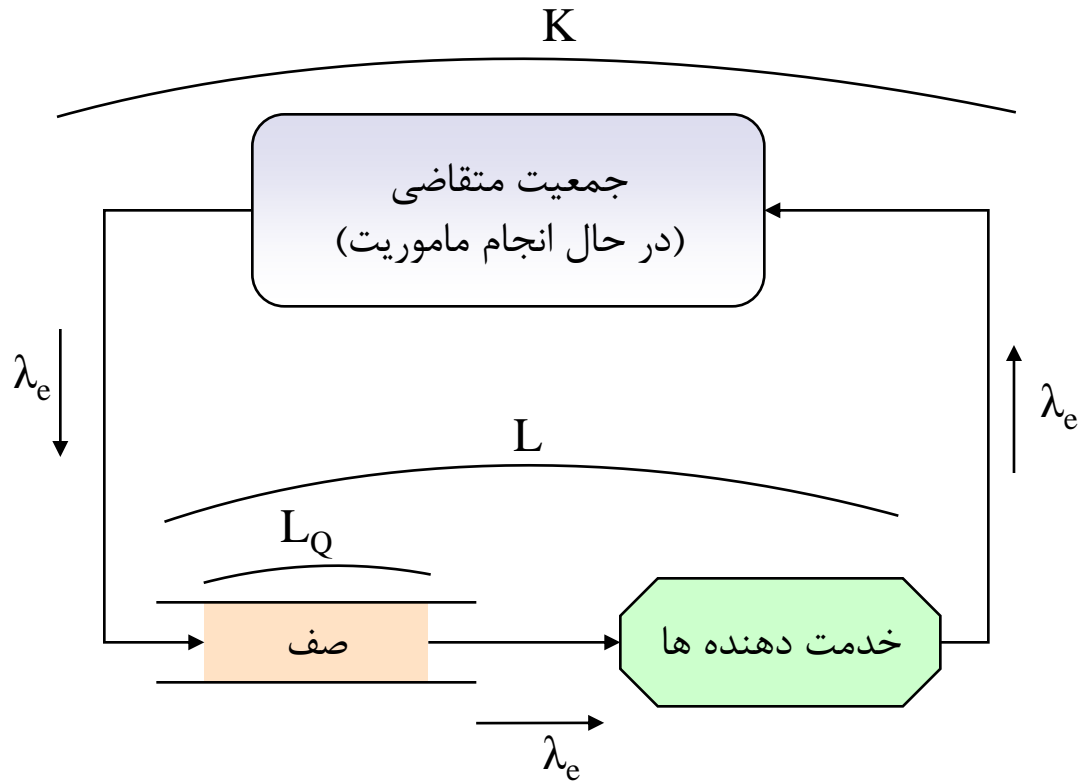 K
جمعیت متقاضی
(در حال انجام ماموریت)
λe
λe
L
LQ
صف
خدمت دهنده ها
λe